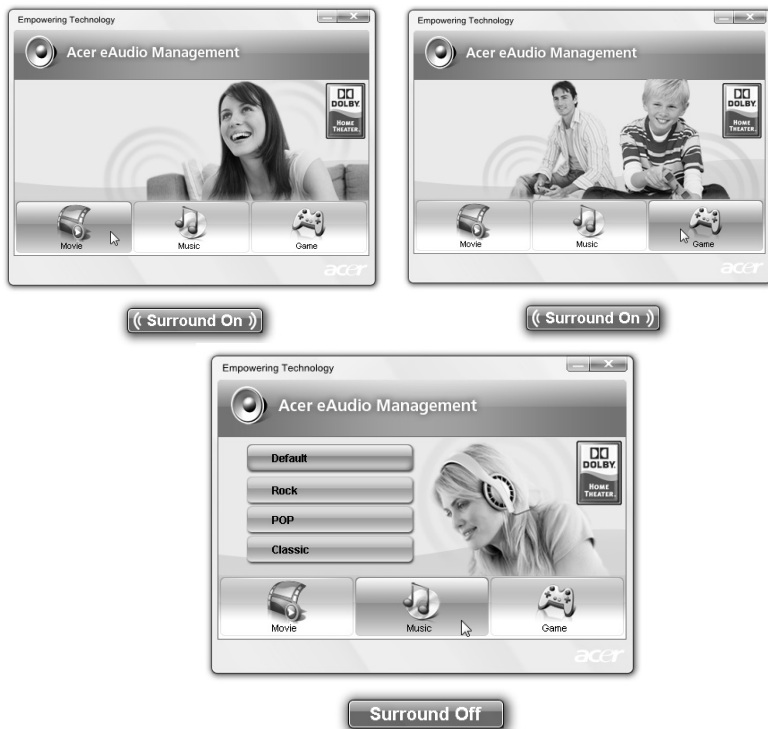 Empowering Technology
Acer eAudio Management
DOLBY
HOME THEATER
Movie
Music
Game
acer
Surround On
Empowering Technology
Acer eAudio Management
DOLBY
HOME THEATER
Movie
Music
Game
acer
Surround On
Empowering Technology
Acer eAudio Management
Default
Rock
POP
Classic
DOLBY
HOME THEATER
Movie
Music
Game
acer
Surround Off